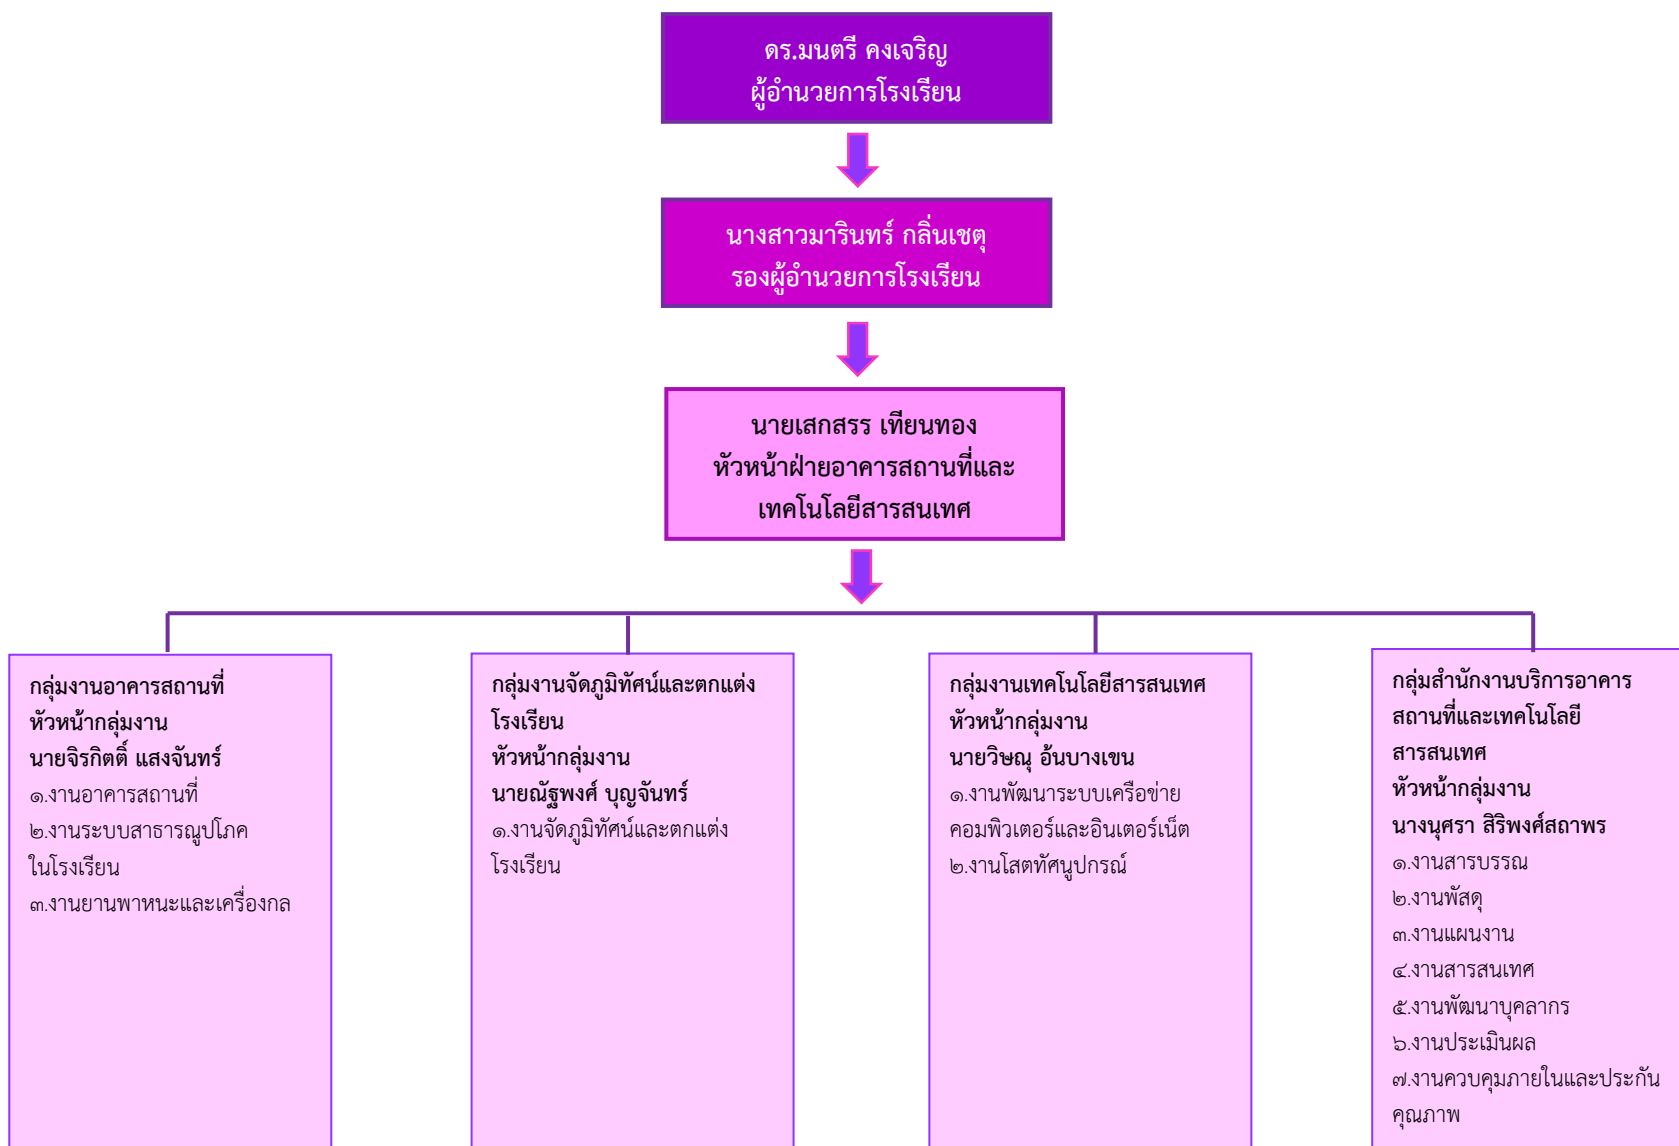 ดร.มนตรี คงเจริญ
ผู้อำนวยการโรงเรียน
นางสาวมารินทร์ กลิ่นเชตุ
รองผู้อำนวยการโรงเรียน
นายเสกสรร เทียนทอง
หัวหน้าฝ่ายอาคารสถานที่และ
เทคโนโลยีสารสนเทศ
กลุ่มงานอาคารสถานที่
หัวหน้ากลุ่มงาน
นายจิรกิตติ์ แสงจันทร์
๑.งานอาคารสถานที่
๒.งานระบบสาธารณูปโภค
ในโรงเรียน
๓.งานยานพาหนะและเครื่องกล
กลุ่มงานจัดภูมิทัศน์และตกแต่ง
โรงเรียน
หัวหน้ากลุ่มงาน
นายณัฐพงศ์ บุญจันทร์
๑.งานจัดภูมิทัศน์และตกแต่ง
โรงเรียน
กลุ่มงานเทคโนโลยีสารสนเทศ
หัวหน้ากลุ่มงาน
นายวิษณุ อ้นบางเขน
๑.งานพัฒนาระบบเครือข่าย
คอมพิวเตอร์และอินเตอร์เน็ต
๒.งานโสตทัศนูปกรณ์
กลุ่มสำนักงานบริการอาคาร
สถานที่และเทคโนโลยี
สารสนเทศ
หัวหน้ากลุ่มงาน
นางนุศรา สิริพงศ์สถาพร
๑.งานสารบรรณ
๒.งานพัสดุ
๓.งานแผนงาน
๔.งานสารสนเทศ
๕.งานพัฒนาบุคลากร
๖.งานประเมินผล
๗.งานควบคุมภายในและประกัน
คุณภาพ